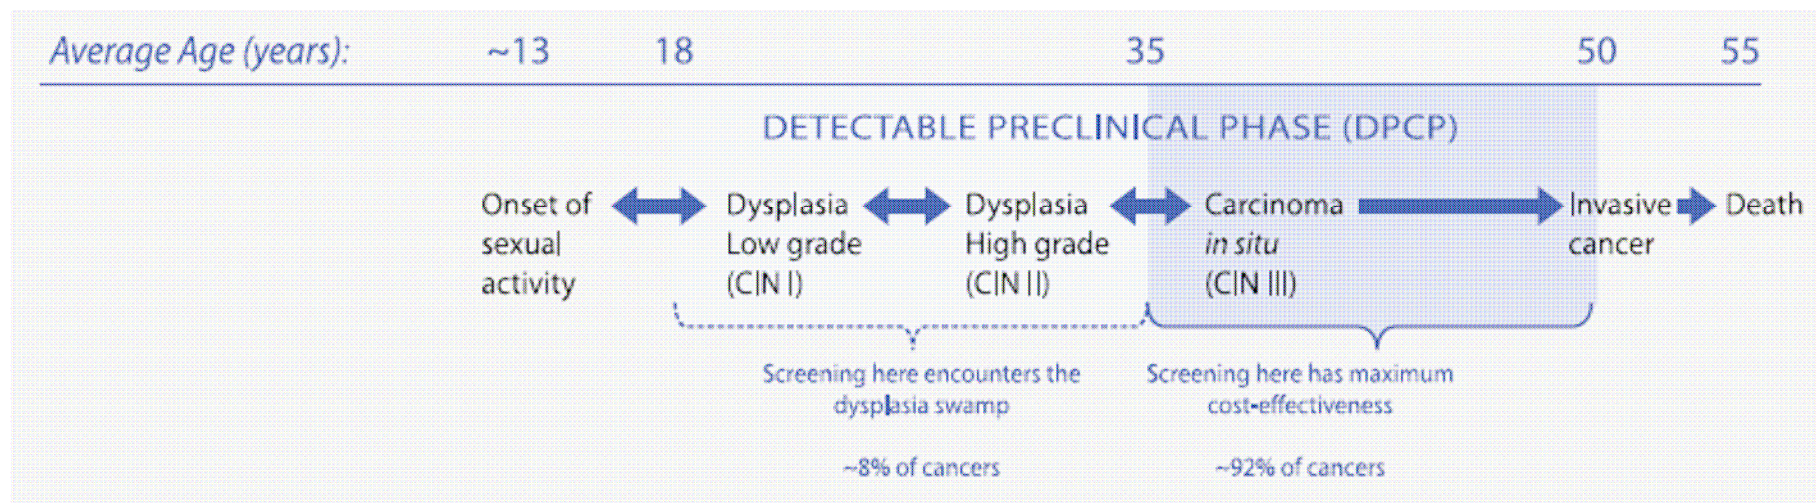 Average Age (years): ~13 18 35 50 55
DETECTABLE PRECLINICAL PHASE (DPCP)
Onset of sexual activity
Dysplasia Low grade (CIN I)
Dysplasia High grade (CIN II)
Carcinoma in situ (CIN III)
Invasive cancer
Death
Screening here encounters the
dysplasia swamp
~8% of cancers
Screening here has maximum
cost-effectiveness
~92% of cancers